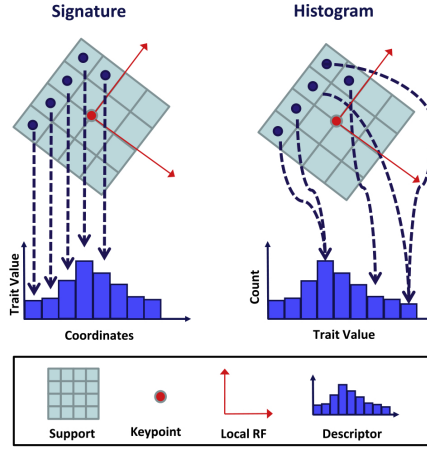 Signature
Histogram
Trait Value
Coordinates
Count
Trait Value
Support
Keypoint
Local RF
Descriptor